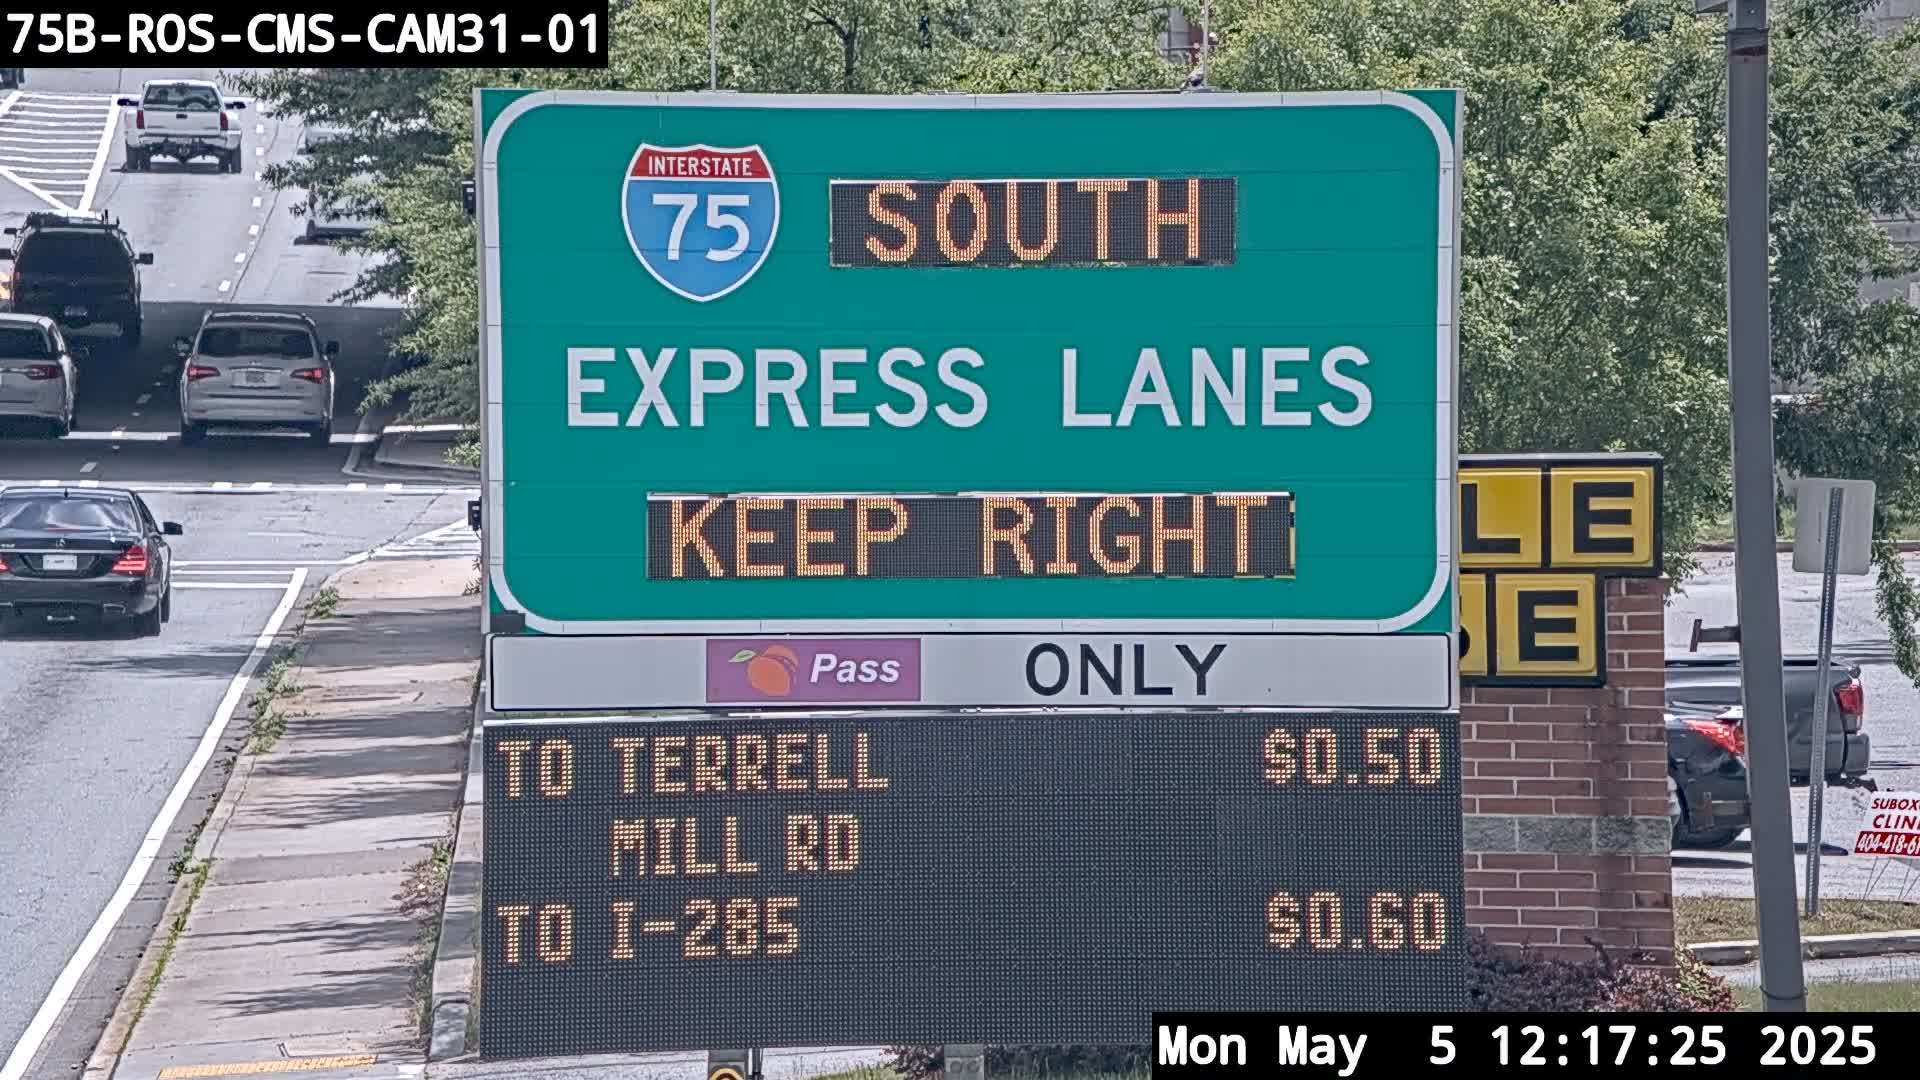 75B-ROS-CMS-CAM31-01
INTERSTATE
75
SOUTH
EXPRESS LANES
KEEP RIGHT
Pass ONLY
TO TERRELL $0.50
MILL RD
TO I-285 $0.60
LE
E
Mon May 5 12:17:25 2025